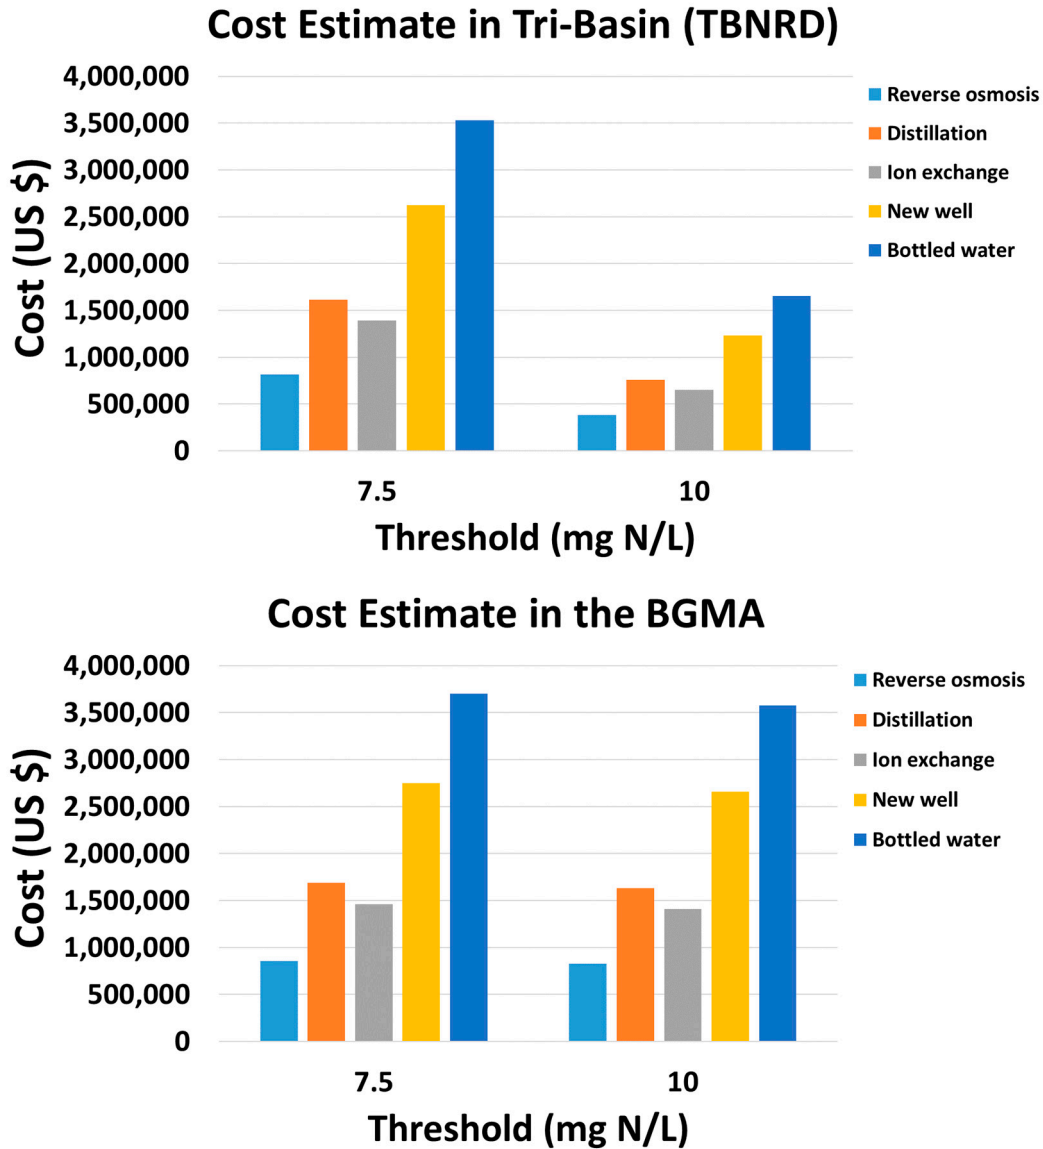 Cost Estimate in Tri-Basin (TBNRD)
4,000,000
3,500,000
3,000,000
2,500,000
2,000,000
1,500,000
1,000,000
500,000
0
Cost (US $)
7.5
10
Threshold (mg N/L)
Reverse osmosis
Distillation
Ion exchange
New well
Bottled water
Cost Estimate in the BGMA
4,000,000
3,500,000
3,000,000
2,500,000
2,000,000
1,500,000
1,000,000
500,000
0
Cost (US $)
7.5
10
Threshold (mg N/L)
Reverse osmosis
Distillation
Ion exchange
New well
Bottled water